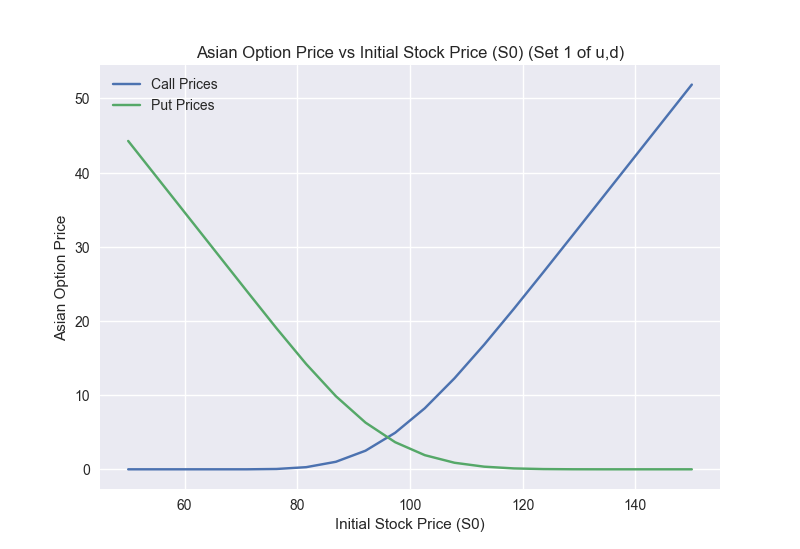 Asian Option Price vs Initial Stock Price (S0) (Set 1 of u,d)
Call Prices
Put Prices
50
40
30
20
10
0
Asian Option Price
60 80 100 120 140
Initial Stock Price (S0)